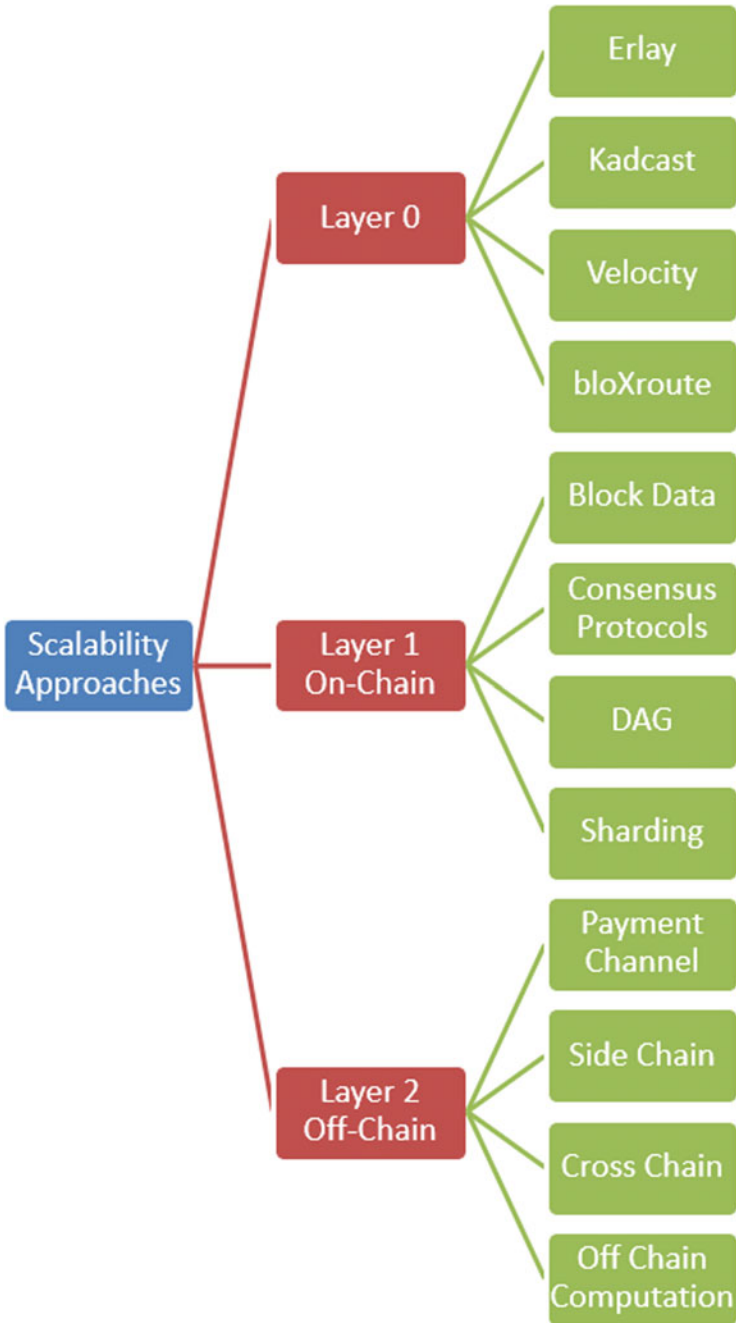 Scalability
Approaches
Layer 0
Erlay
Kadcast
Velocity
bloXroute
Layer 1
On-Chain
Block Data
Consensus
Protocols
DAG
Sharding
Layer 2
Off-Chain
Payment
Channel
Side Chain
Cross Chain
Off Chain
Computation